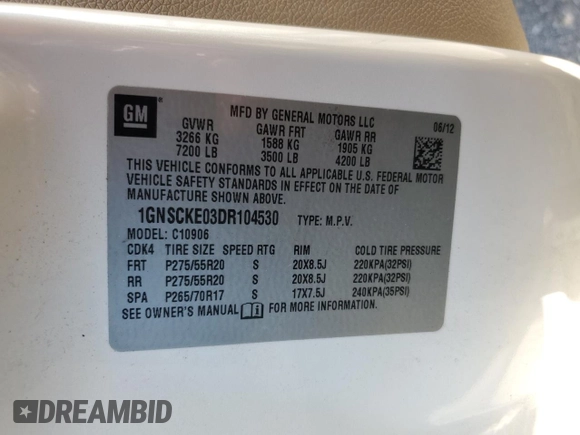 GM
MFD BY GENERAL MOTORS LLC
GVWR GAWR FRT GAWR RR 06/12
3266 KG 1588 KG 1905 KG
7200 LB 3500 LB 4200 LB
THIS VEHICLE CONFORMS TO ALL APPLICABLE U.S. FEDERAL MOTOR
VEHICLE SAFETY STANDARDS IN EFFECT ON THE DATE OF
MANUFACTURE SHOWN ABOVE.
1GNSCKE03DR104530 TYPE: M.P.V.
MODEL: C10906
CDK4 TIRE SIZE SPEED RTG RIM COLD TIRE PRESSURE
FRT P275/55R20 S 20X8.5J 220KPA(32PSI)
RR P275/55R20 S 20X8.5J 220KPA(32PSI)
SPA P265/70R17 S 17X7.5J 240KPA(35PSI)
SEE OWNER'S MANUAL FOR MORE INFORMATION.
DREAMBID